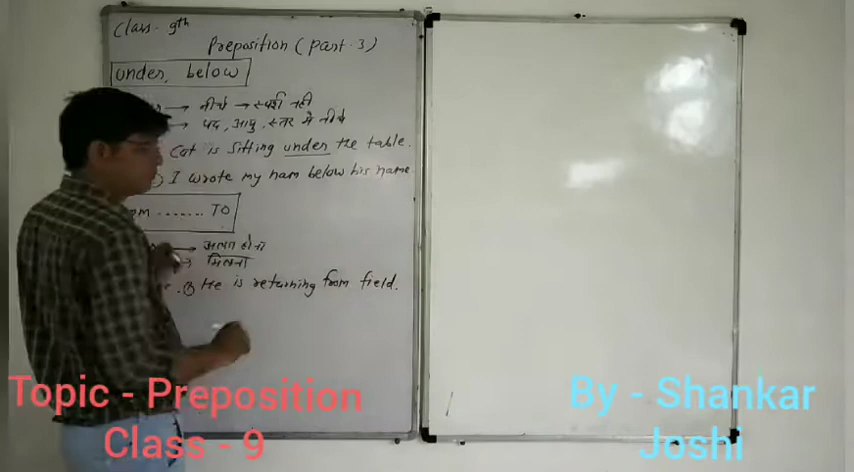 Class - 9th
Preposition (part-3)
under, below
→ नीचे → स्पर्श नहीं
→ पद, आयु, स्तर में नीचे
Cat is sitting under the table.
I wrote my nam below his name
....... TO
→ अलग होना
→ मिलना
He is returning from field.
Topic - Preposition
Class - 9
By - Shankar
Joshi